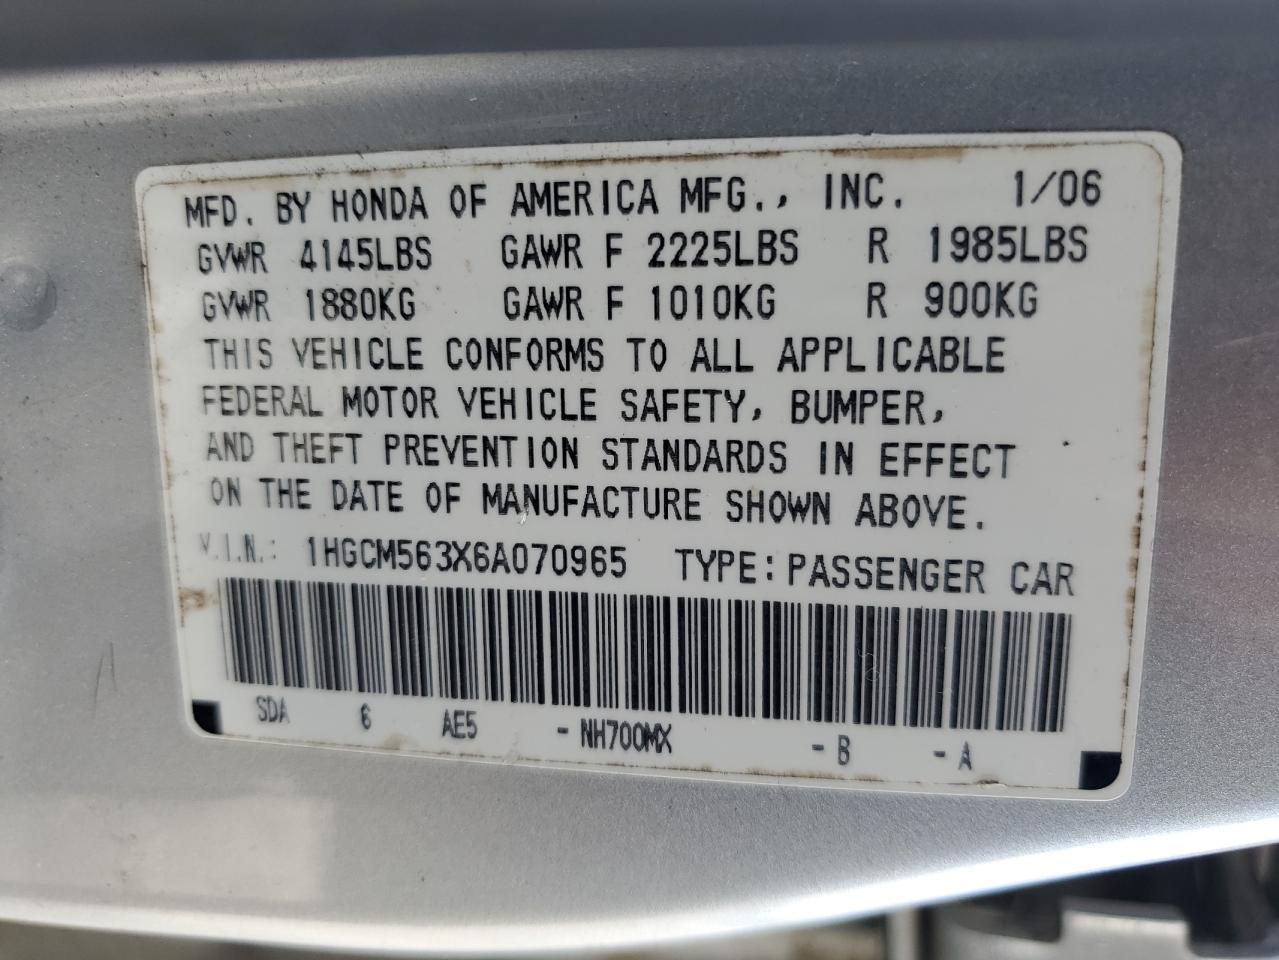 MFD. BY HONDA OF AMERICA MFG., INC. 1/06
GVWR 4145LBS GAWR F 2225LBS R 1985LBS
GVWR 1880KG GAWR F 1010KG R 900KG
THIS VEHICLE CONFORMS TO ALL APPLICABLE
FEDERAL MOTOR VEHICLE SAFETY, BUMPER,
AND THEFT PREVENTION STANDARDS IN EFFECT
ON THE DATE OF MANUFACTURE SHOWN ABOVE.
V.I.N.: 1HGCM563X6A070965 TYPE: PASSENGER CAR
SDA 6 AE5 - NH700MX - B - A